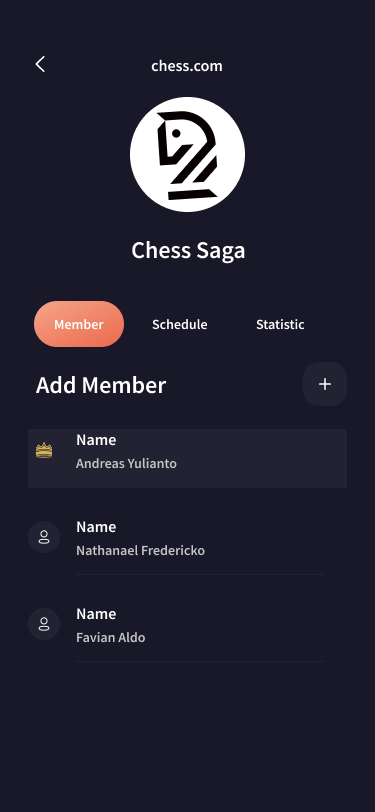 chess.com
Chess Saga
Member
Schedule
Statistic
Add Member
Name
Andreas Yulianto
Name
Nathanael Fredericko
Name
Favian Aldo